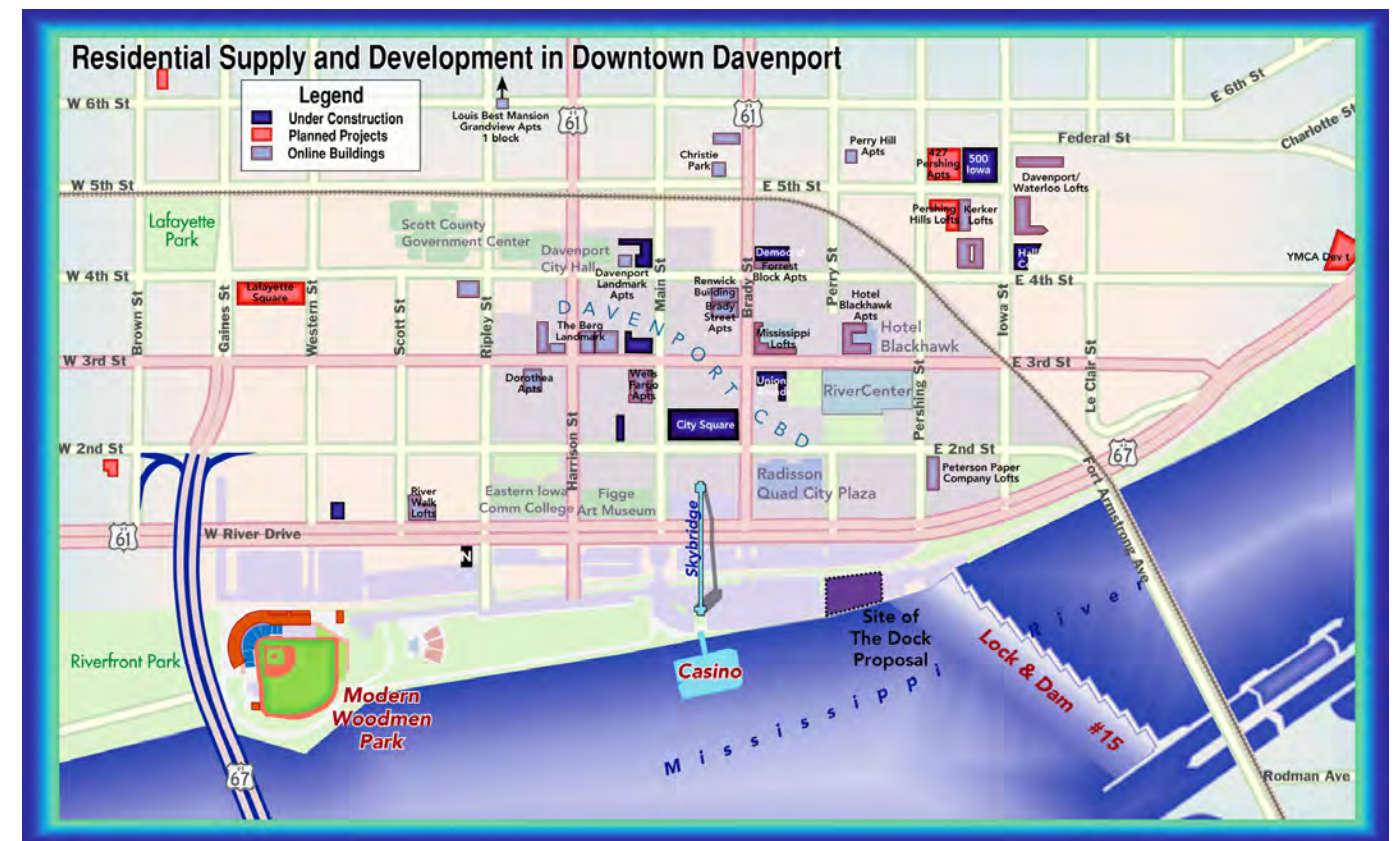 Residential Supply and Development in Downtown Davenport
Legend
Under Construction
Planned Projects
Online Buildings
W 6th St
Louis Best Mansion
Grandview Apts
1 block
61
61
E 6th St
Charlotte St
Federal St
Christie
Park
Perry Hill
Apts
427
Pershing
Apts
500
Iowa
Davenport/
Waterloo Lofts
W 5th St
E 5th St
Lafayette
Park
Scott County
Government Center
Pershing
Hills Lofts
Kerker
Lofts
Davenport
City Hall
YMCA Dev t
W 4th St
E 4th St
Lafayette
Square
Davenport
Landmark
Apts
Forrest
Block Apts
Renwick
Building
Brady
Street
Apts
Hotel
Blackhawk
Apts
Hotel
Blackhawk
Mississippi
Lofts
The Berg
Landmark
Brown St
Gaines St
Western St
Scott St
Ripley St
Harrison St
Main St
Brady St
Perry St
Pershing St
Iowa St
Le Clair St
DAVENPORT CBD
W 3rd St
E 3rd St
Dorothea
Apts
Wells
Fargo
Apts
Union
RiverCenter
City Square
W 2nd St
E 2nd St
67
Peterson Paper
Company Lofts
Radisson
Quad City Plaza
River
Walk
Lofts
Eastern Iowa
Comm College
Figge
Art Museum
61
W River Drive
N
Skybridge
Fort Armstrong Ave
Site of
The Dock
Proposal
Lock & Dam #15
Mississippi River
Casino
Riverfront Park
Modern
Woodmen
Park
67
Rodman Ave